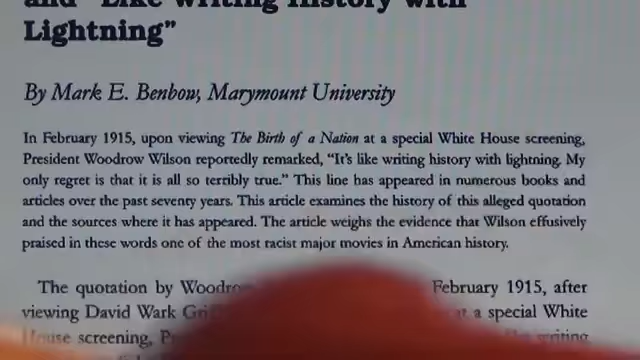 and "Like Writing History with
Lightning"
By Mark E. Benbow, Marymount University
In February 1915, upon viewing The Birth of a Nation at a special White House screening,
President Woodrow Wilson reportedly remarked, "It's like writing history with lightning. My
only regret is that it is all so terribly true." This line has appeared in numerous books and
articles over the past seventy years. This article examines the history of this alleged quotation
and the sources where it has appeared. The article weighs the evidence that Wilson effusively
praised in these words one of the most racist major movies in American history.
The quotation by February 1915, after
viewing David Wark a special White
House screening, writing